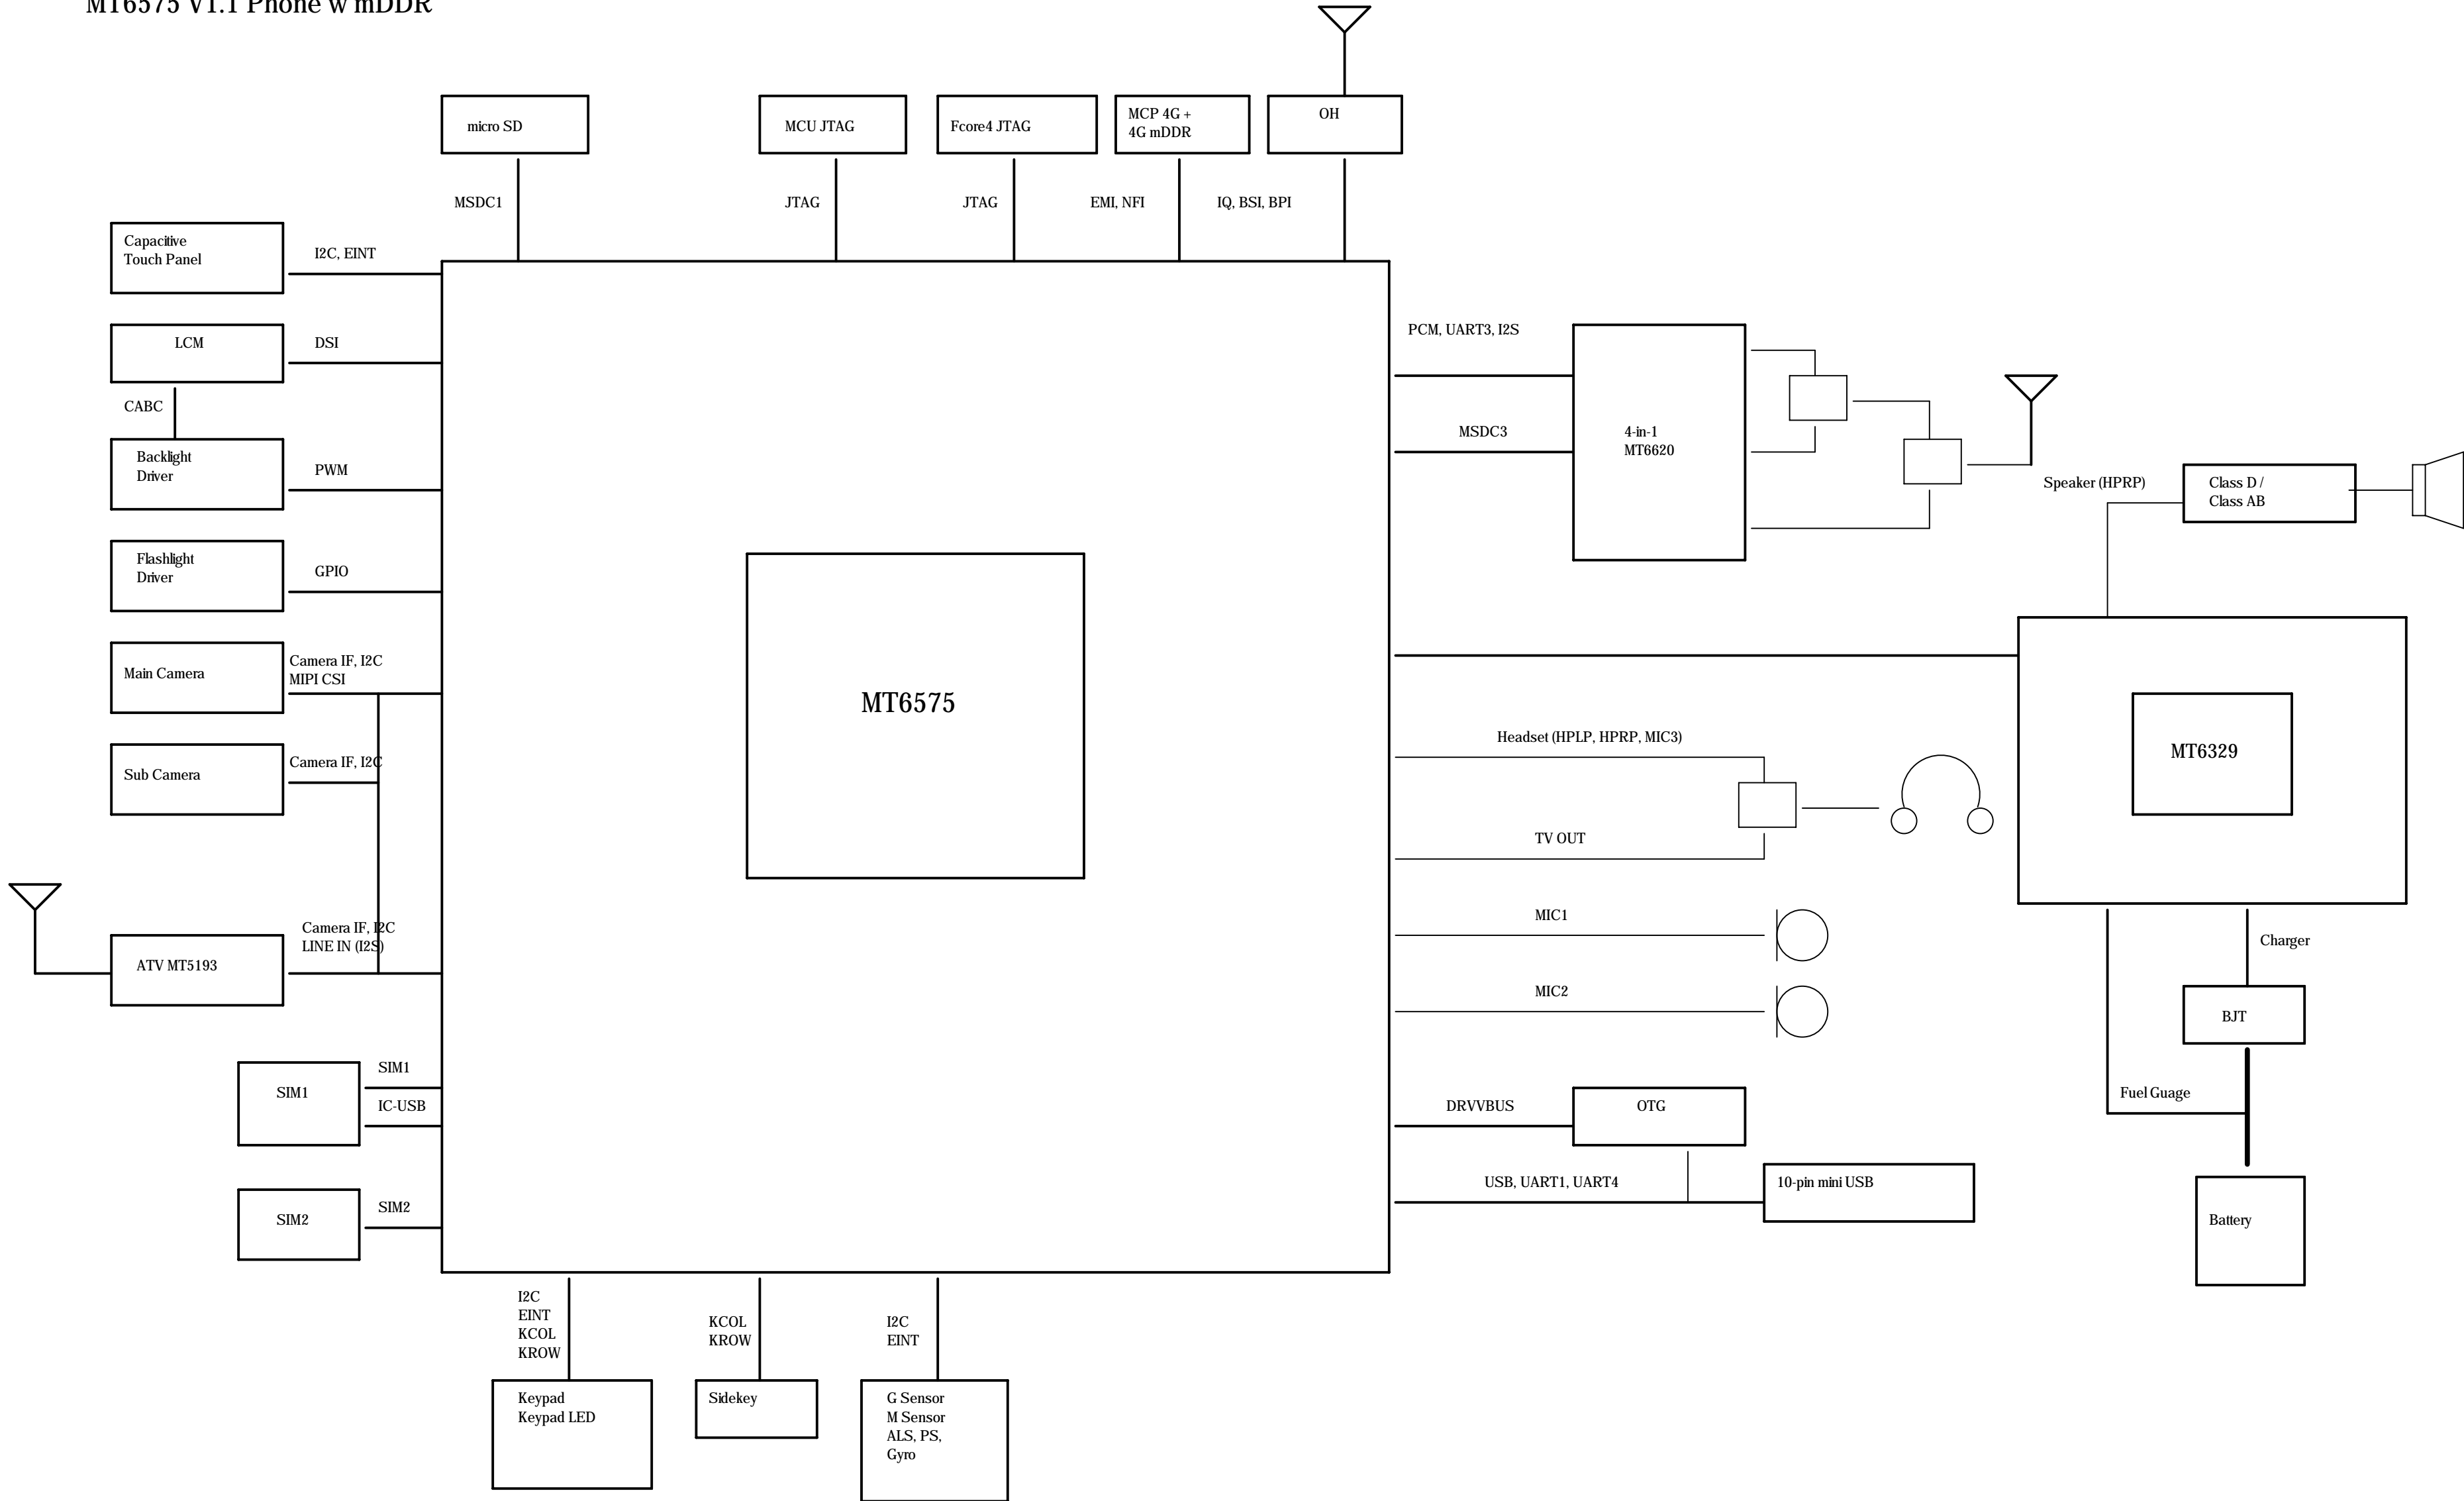 MT6575 V1.1 Phone w mDDR
micro SD
MCU JTAG
Fcore4 JTAG
MCP 4G +
4G mDDR
OH
MSDC1
JTAG
JTAG
EMI, NFI
IQ, BSI, BPI
Capacitive
Touch Panel
I2C, EINT
LCM
DSI
CABC
Backlight
Driver
PWM
Flashlight
Driver
GPIO
Main Camera
Camera IF, I2C
MIPI CSI
Sub Camera
Camera IF, I2C
ATV MT5193
Camera IF, I2C
LINE IN (I2S)
SIM1
SIM1
IC-USB
SIM2
SIM2
MT6575
PCM, UART3, I2S
MSDC3
4-in-1
MT6620
Speaker (HPRP)
Class D /
Class AB
MT6329
Headset (HPLP, HPRP, MIC3)
TV OUT
MIC1
MIC2
Charger
BJT
Fuel Guage
Battery
DRVVBUS
OTG
USB, UART1, UART4
10-pin mini USB
I2C
EINT
KCOL
KROW
KCOL
KROW
I2C
EINT
Keypad
Keypad LED
Sidekey
G Sensor
M Sensor
ALS, PS,
Gyro